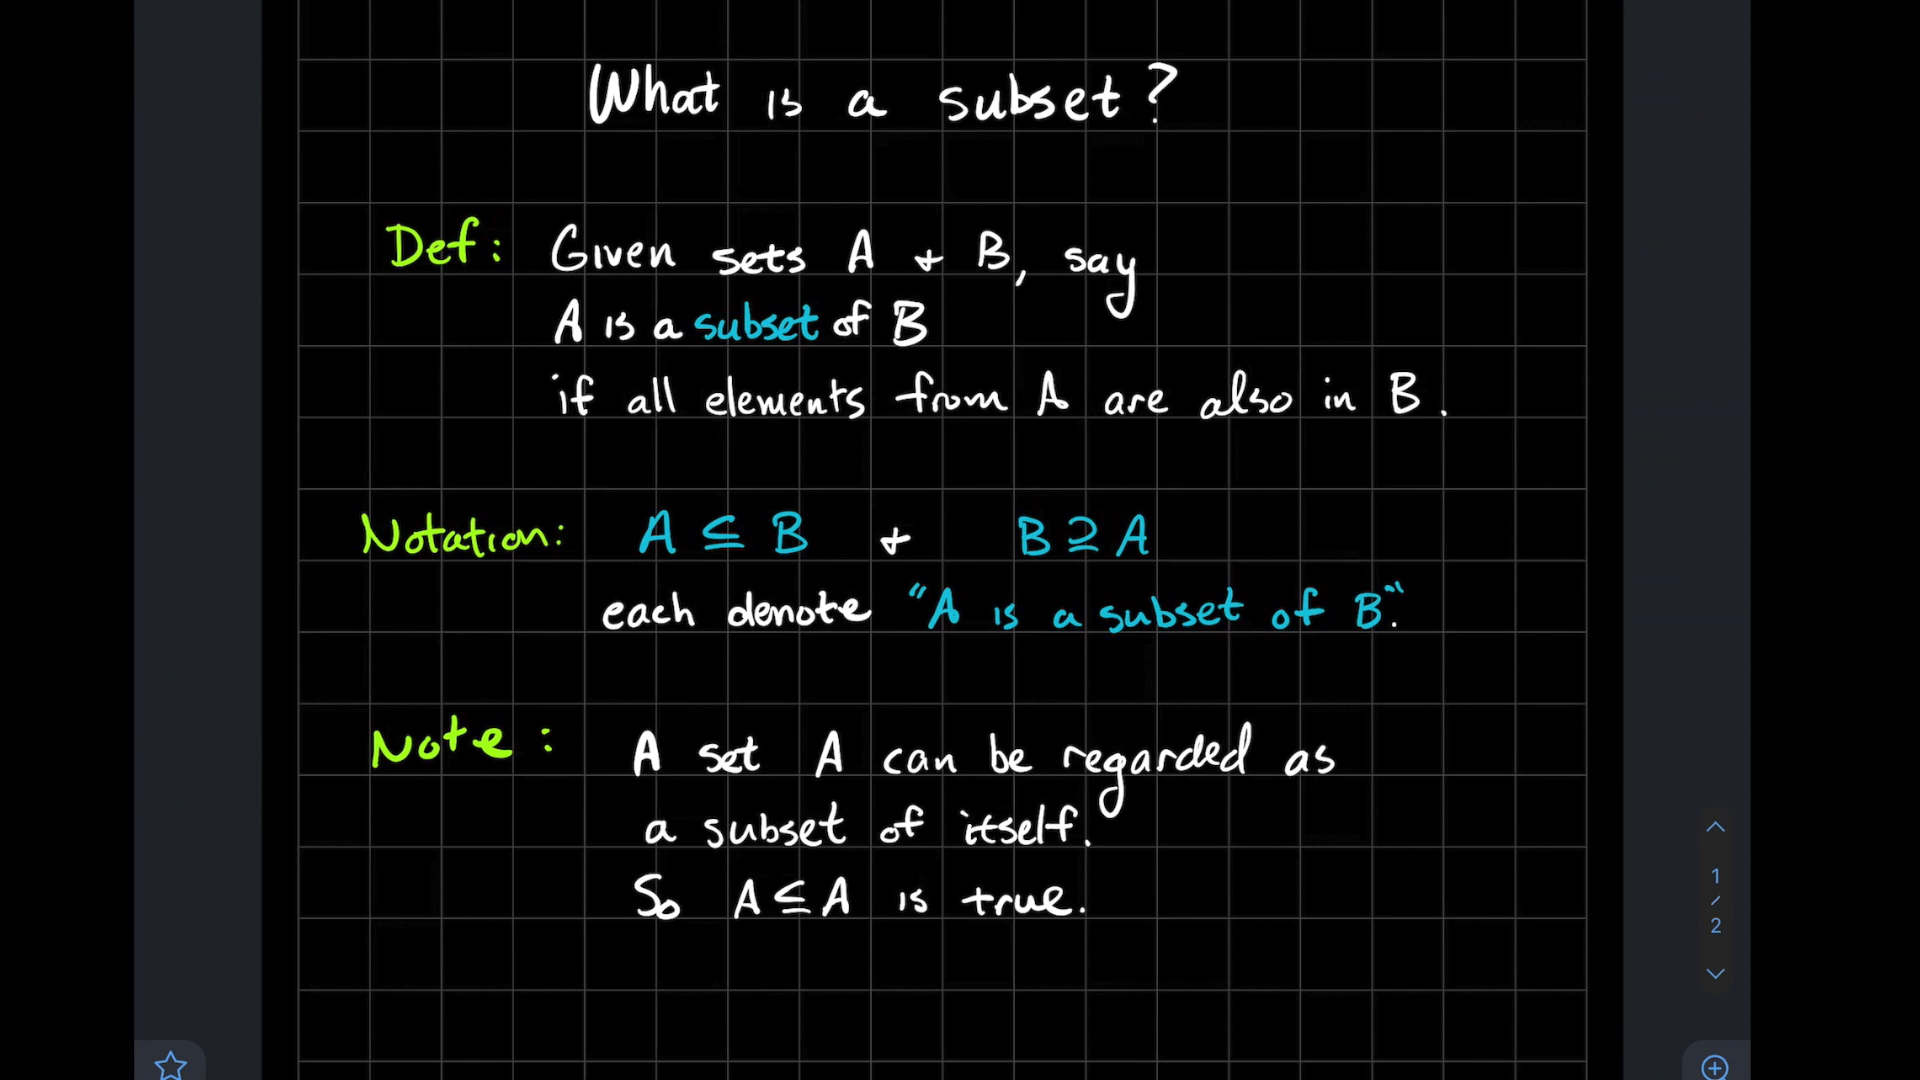 What is a subset?
Def: Given sets A + B, say
A is a subset of B
if all elements from A are also in B.
Notation: A ⊆ B + B ⊇ A
each denote "A is a subset of B."
Note: A set A can be regarded as
a subset of itself.
So A ⊆ A is true.
1
/
2